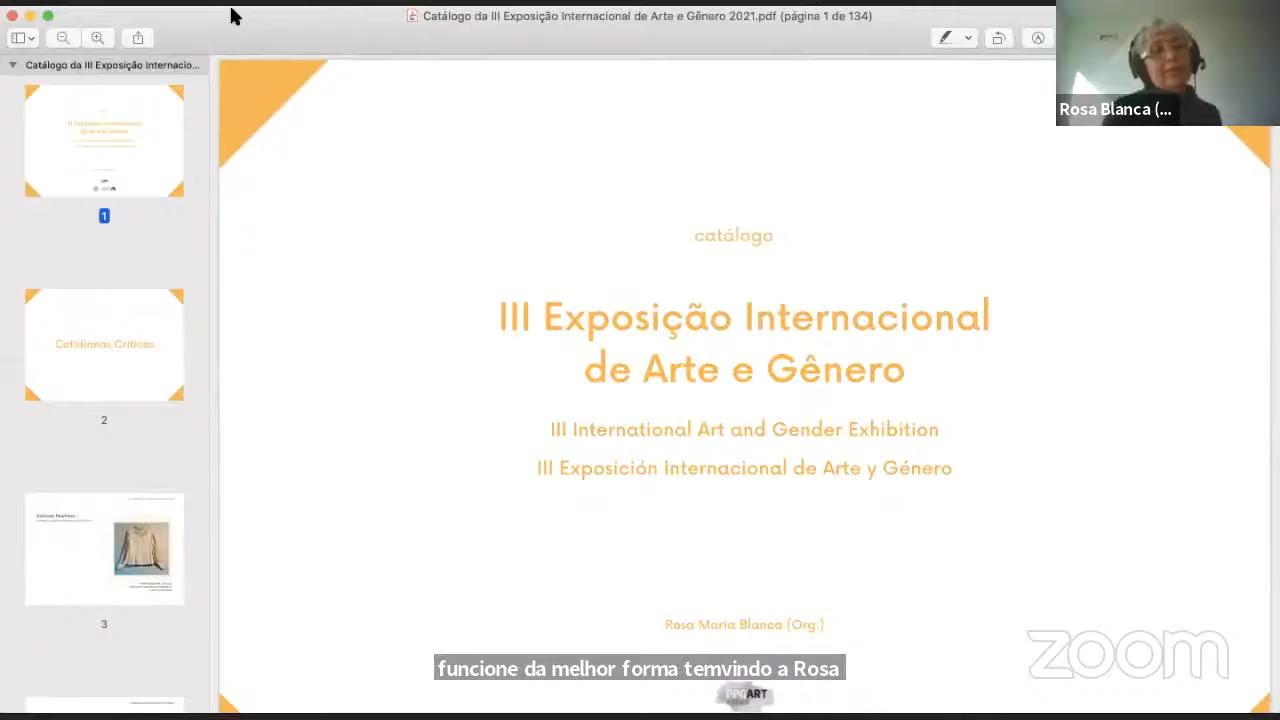 Catálogo da III Exposição Internacional de Arte e Gênero 2021.pdf (página 1 de 134)
Catálogo da III Exposição Internacio...
1
Cotidianas Críticas
2
3
Rosa Blanca (...
catálogo
III Exposição Internacional
de Arte e Gênero
III International Art and Gender Exhibition
III Exposición Internacional de Arte y Género
Rosa Maria Blanca (Org.)
funcione da melhor forma temvindo a Rosa
PPGART
zoom